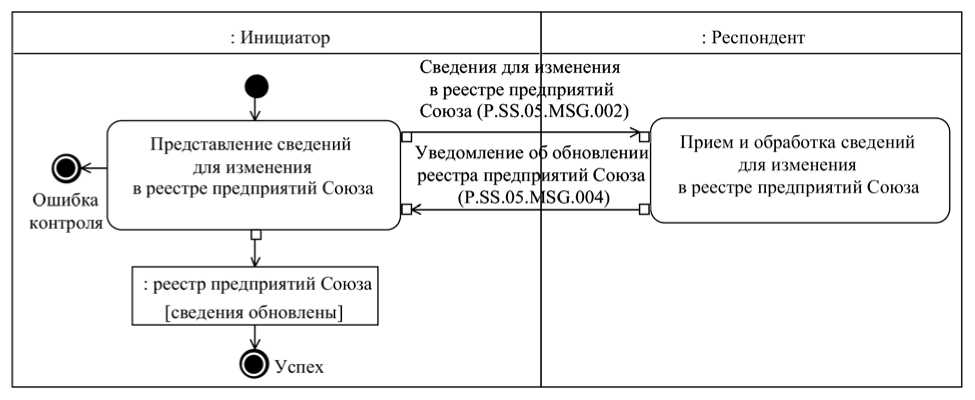 : Инициатор
: Респондент
Сведения для изменения
в реестре предприятий
Союза (P.SS.05.MSG.002)
Представление сведений
для изменения
в реестре предприятий Союза
Уведомление об обновлении
реестра предприятий Союза
(P.SS.05.MSG.004)
Прием и обработка сведений
для изменения
в реестре предприятий Союза
Ошибка
контроля
: реестр предприятий Союза
[сведения обновлены]
Успех